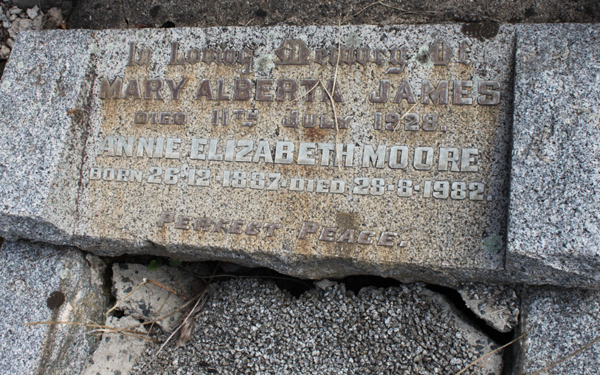 In Loving Memory Of
MARY ALBERTA JAMES
DIED 11TH JULY 1928.
ANNIE ELIZABETH MOORE
BORN 26·12·1887·DIED 28·8·1982.
PERFECT PEACE.